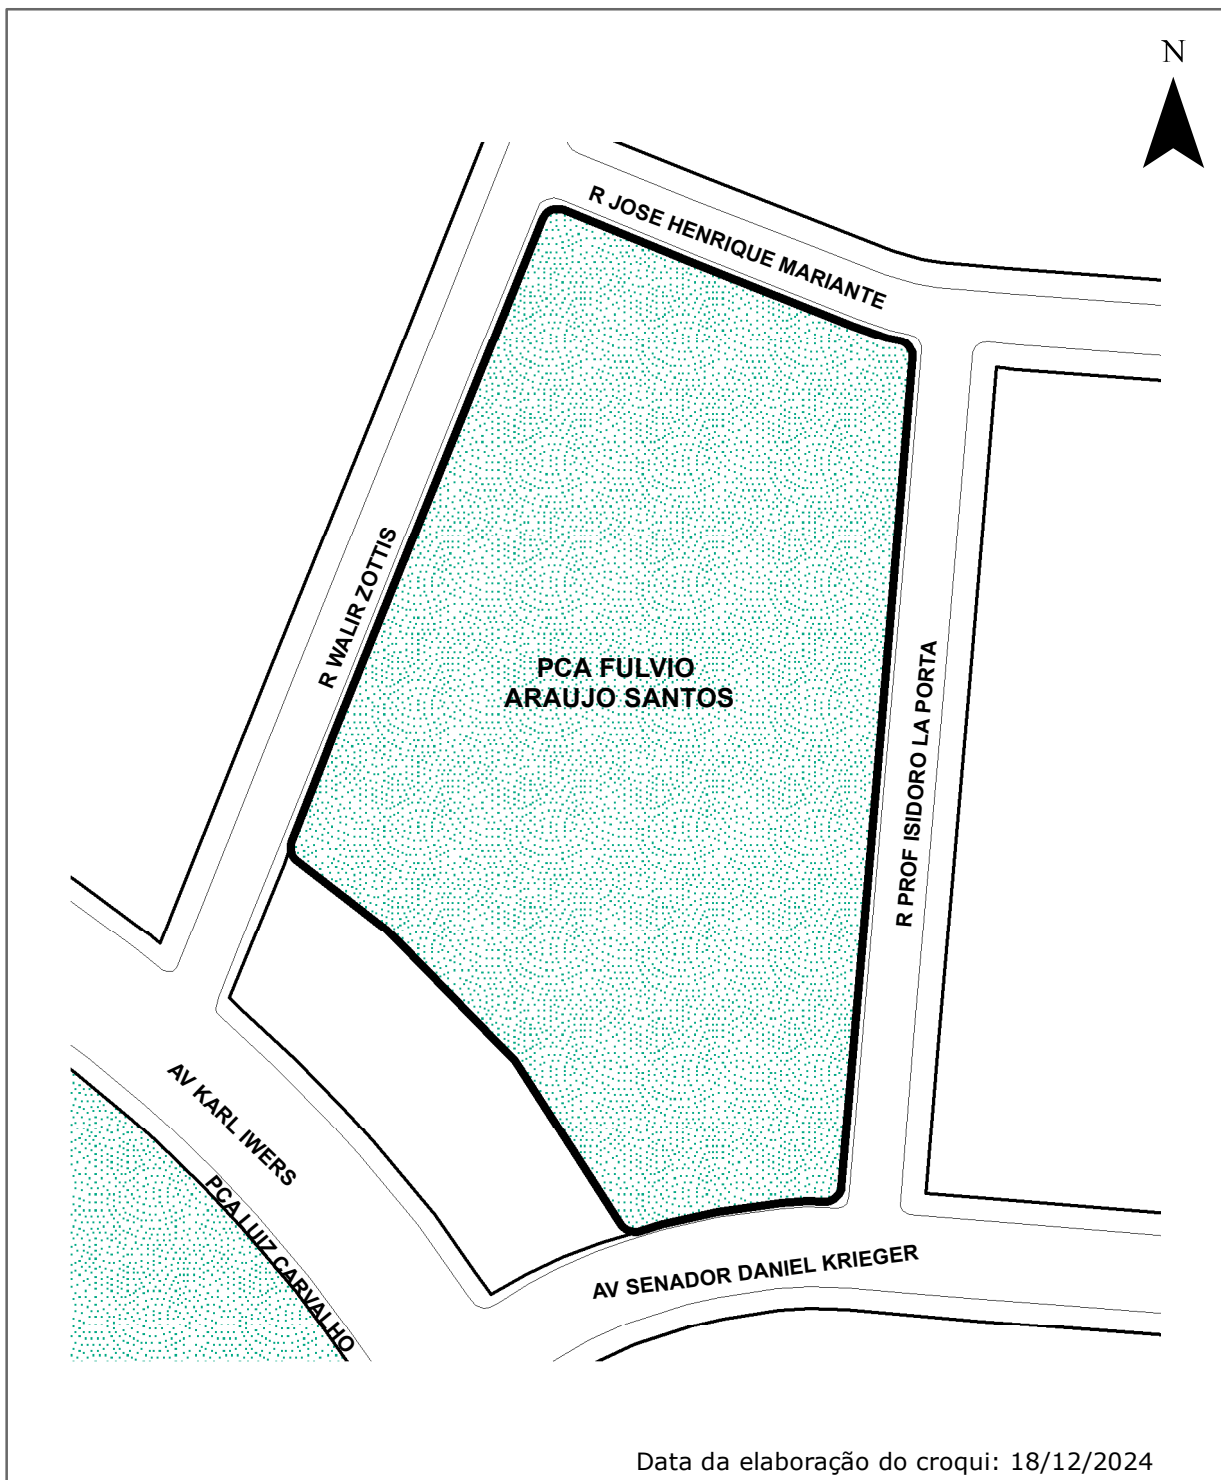 N
R JOSE HENRIQUE MARIANTE
R WALIR ZOTTIS
PCA FULVIO
ARAUJO SANTOS
R PROF ISIDORO LA PORTA
AV KARL IWERS
PCA LUIZ CARVALHO
AV SENADOR DANIEL KRIEGER
Data da elaboração do croqui: 18/12/2024